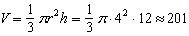 V = 1/3 πr²h = 1/3 π·4²·12 ≈ 201